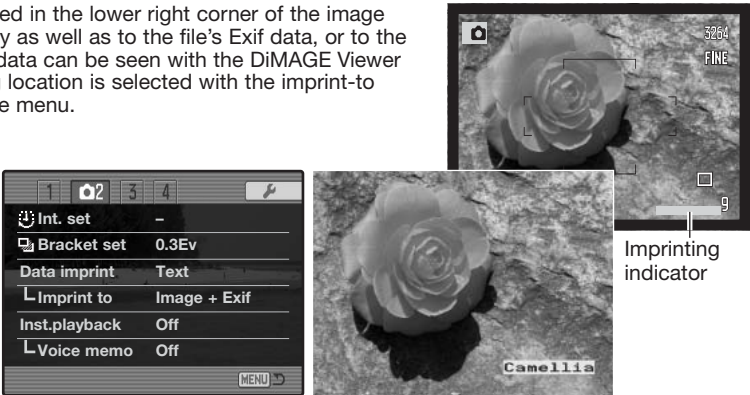 ed in the lower right corner of the image
y as well as to the file's Exif data, or to the
data can be seen with the DiMAGE Viewer
location is selected with the imprint-to
e menu.
3264
FINE
9
Imprinting
indicator
1 2 3 4
Int. set –
Bracket set 0.3Ev
Data imprint Text
Imprint to Image + Exif
Inst.playback Off
Voice memo Off
MENU
Camellia